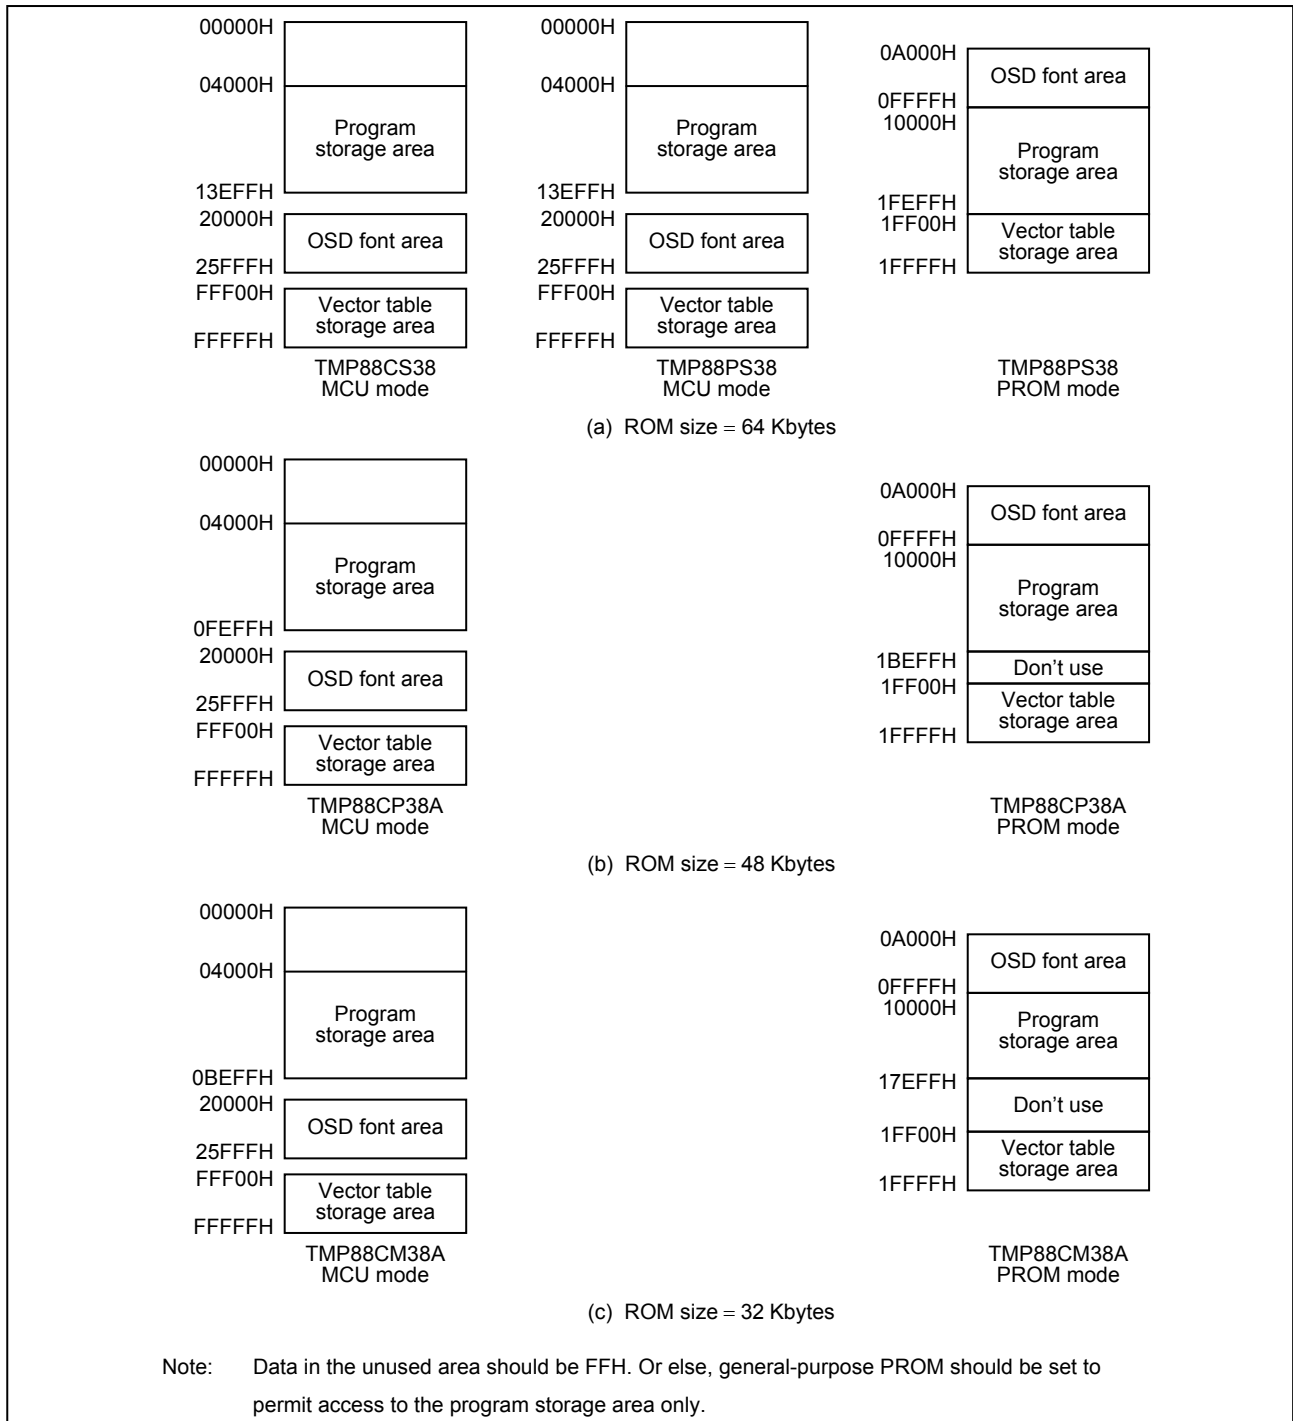 00000H
04000H
Program
storage area
13EFFH
20000H
OSD font area
25FFFH
FFF00H
Vector table
storage area
FFFFFH
TMP88CS38
MCU mode
00000H
04000H
Program
storage area
13EFFH
20000H
OSD font area
25FFFH
FFF00H
Vector table
storage area
FFFFFH
TMP88PS38
MCU mode
0A000H
OSD font area
0FFFFH
10000H
Program
storage area
1FEFFH
1FF00H
Vector table
storage area
1FFFFH
TMP88PS38
PROM mode
(a) ROM size = 64 Kbytes
00000H
04000H
Program
storage area
0FEFFH
20000H
OSD font area
25FFFH
FFF00H
Vector table
storage area
FFFFFH
TMP88CP38A
MCU mode
0A000H
OSD font area
0FFFFH
10000H
Program
storage area
1BEFFH
Don't use
1FF00H
Vector table
storage area
1FFFFH
TMP88CP38A
PROM mode
(b) ROM size = 48 Kbytes
00000H
04000H
Program
storage area
0BEFFH
20000H
OSD font area
25FFFH
FFF00H
Vector table
storage area
FFFFFH
TMP88CM38A
MCU mode
0A000H
OSD font area
0FFFFH
10000H
Program
storage area
17EFFH
Don't use
1FF00H
Vector table
storage area
1FFFFH
TMP88CM38A
PROM mode
(c) ROM size = 32 Kbytes
Note: Data in the unused area should be FFH. Or else, general-purpose PROM should be set to
permit access to the program storage area only.